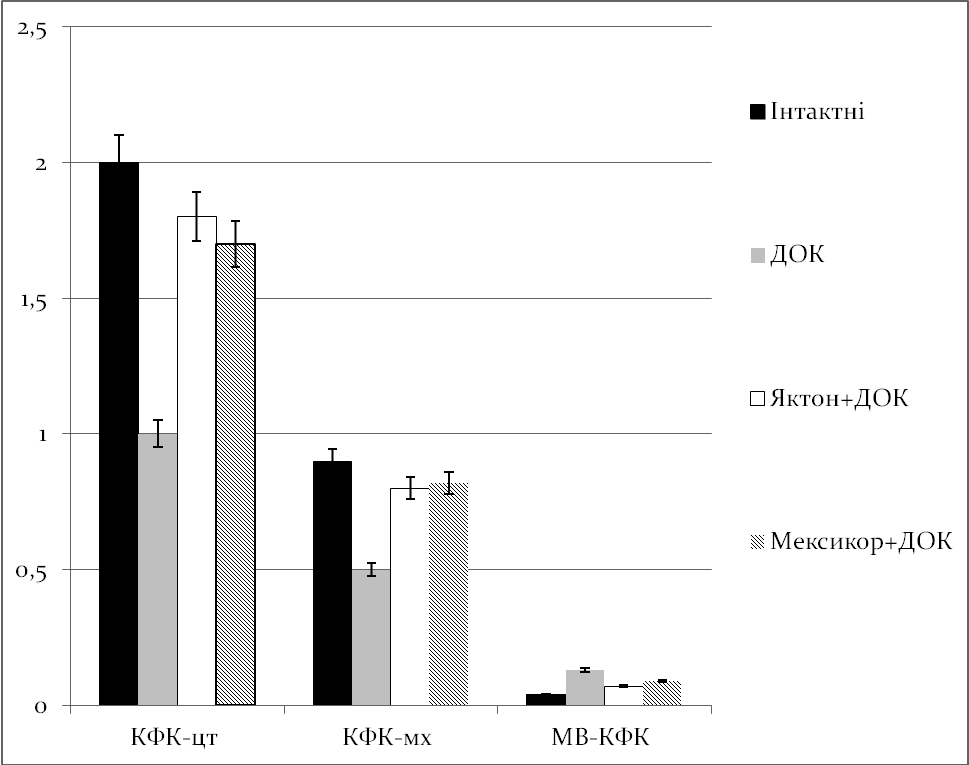 2,5
2
1,5
1
0,5
0
КФК-цт
КФК-мх
МВ-КФК
Інтактні
ДОК
Яктон+ДОК
Мексикор+ДОК